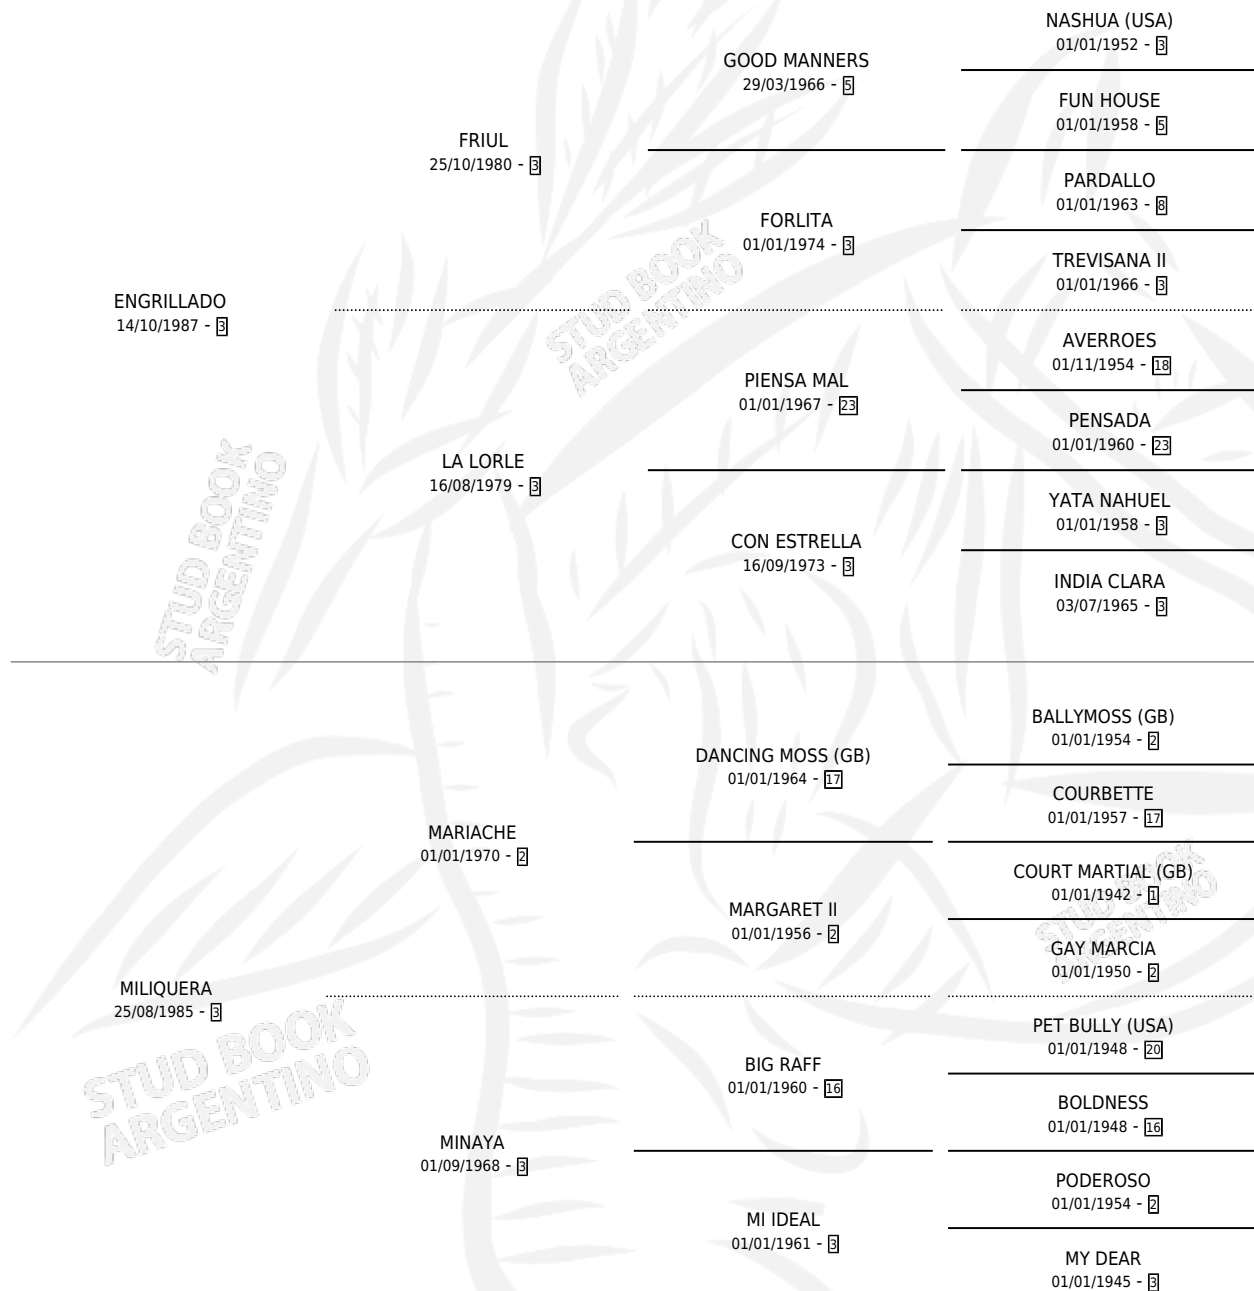 NASHUA (USA)
01/01/1952 - 3
GOOD MANNERS
29/03/1966 - 5
FUN HOUSE
01/01/1958 - 5
FRIUL
25/10/1980 - 3
PARDALLO
01/01/1963 - 8
FORLITA
01/01/1974 - 3
TREVISANA II
01/01/1966 - 3
ENGRILLADO
14/10/1987 - 3
STUD BOOK
ARGENTINO
AVERROES
01/11/1954 - 18
PIENSA MAL
01/01/1967 - 23
PENSADA
01/01/1960 - 23
LA LORLE
16/08/1979 - 3
YATA NAHUEL
01/01/1958 - 3
CON ESTRELLA
16/09/1973 - 3
INDIA CLARA
03/07/1965 - 3
STUD BOOK
ARGENTINO
BALLYMOSS (GB)
01/01/1954 - 2
DANCING MOSS (GB)
01/01/1964 - 17
COURBETTE
01/01/1957 - 17
MARIACHE
01/01/1970 - 2
COURT MARTIAL (GB)
01/01/1942 - 1
MARGARET II
01/01/1956 - 2
STUD BOOK
ARGENTINO
GAY MARCIA
01/01/1950 - 2
MILIQUERA
25/08/1985 - 3
PET BULLY (USA)
01/01/1948 - 20
BIG RAFF
01/01/1960 - 16
BOLDNESS
01/01/1948 - 16
STUD BOOK
ARGENTINO
MINAYA
01/09/1968 - 3
PODEROSO
01/01/1954 - 2
MI IDEAL
01/01/1961 - 3
MY DEAR
01/01/1945 - 3